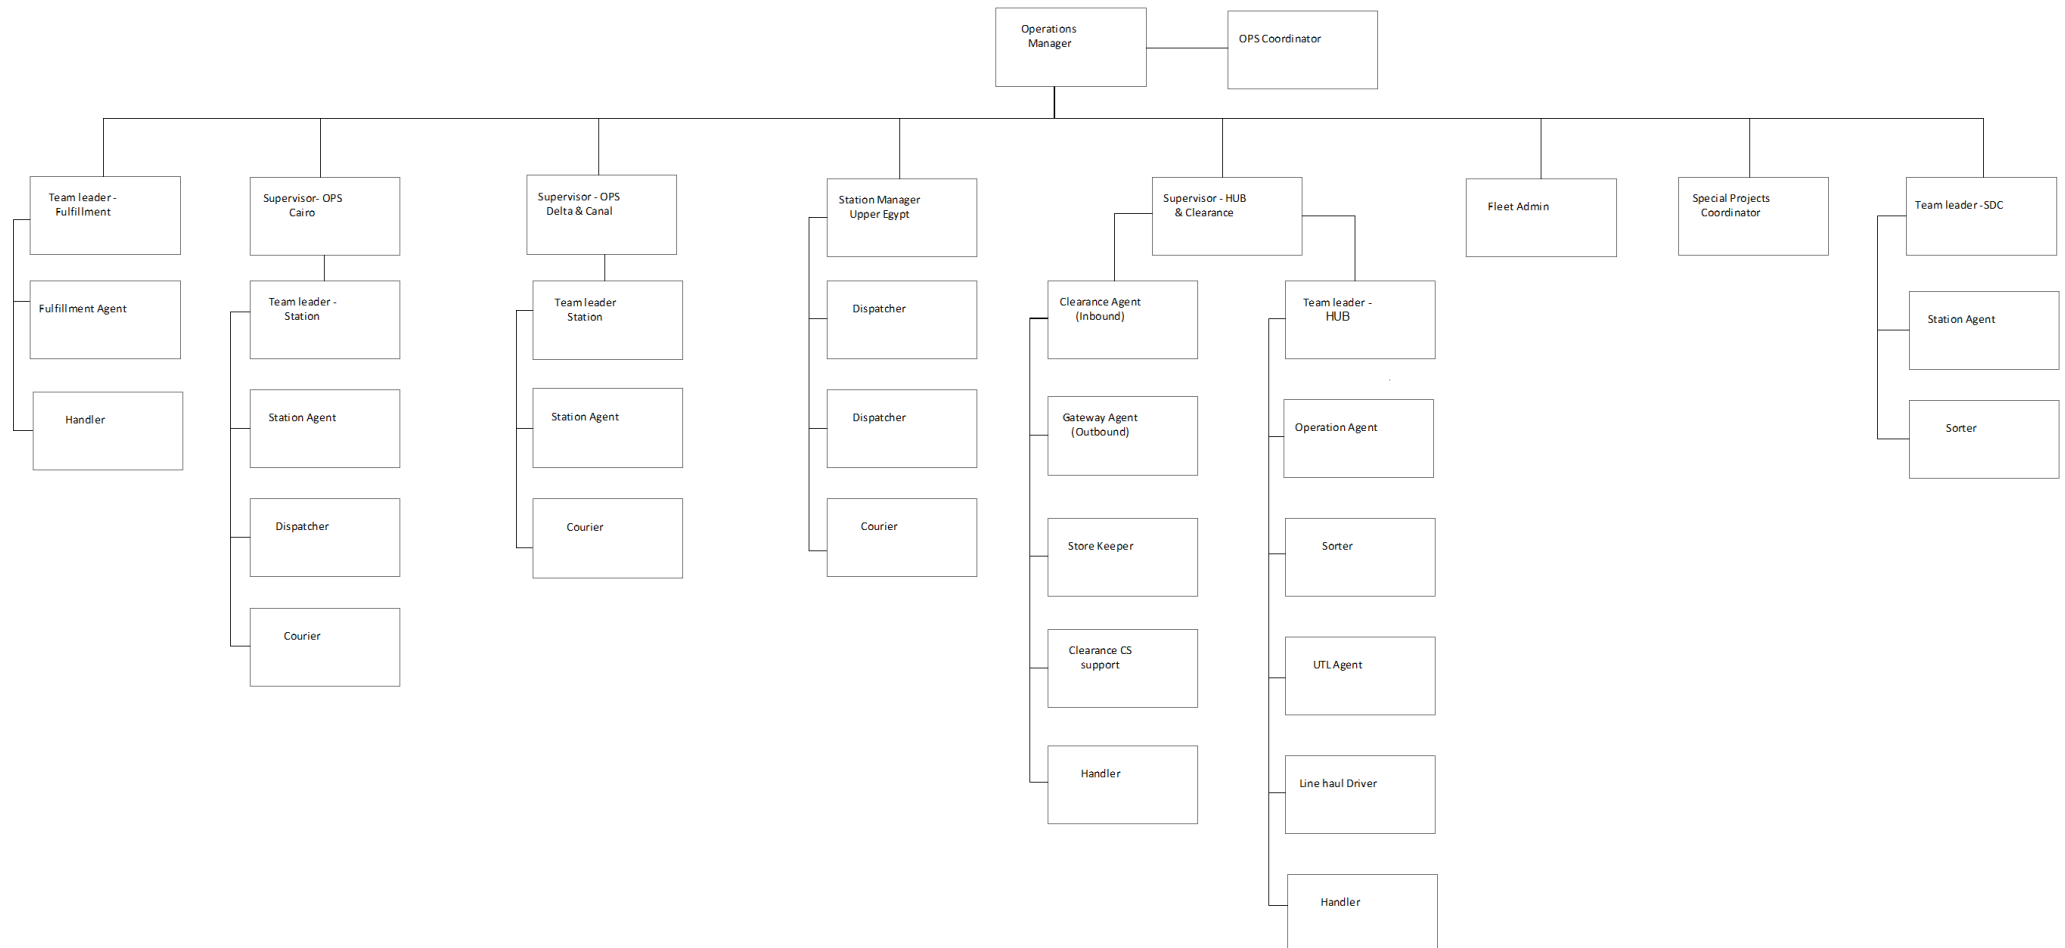 Operations
Manager
OPS Coordinator
Team leader -
Fulfillment
Supervisor- OPS
Cairo
Supervisor - OPS
Delta & Canal
Station Manager
Upper Egypt
Supervisor - HUB
& Clearance
Fleet Admin
Special Projects
Coordinator
Team leader -SDC
Fulfillment Agent
Handler
Team leader -
Station
Station Agent
Dispatcher
Courier
Team leader
Station
Station Agent
Courier
Dispatcher
Dispatcher
Courier
Clearance Agent
(Inbound)
Gateway Agent
(Outbound)
Store Keeper
Clearance CS
support
Handler
Team leader -
HUB
Operation Agent
Sorter
UTL Agent
Line haul Driver
Handler
Station Agent
Sorter